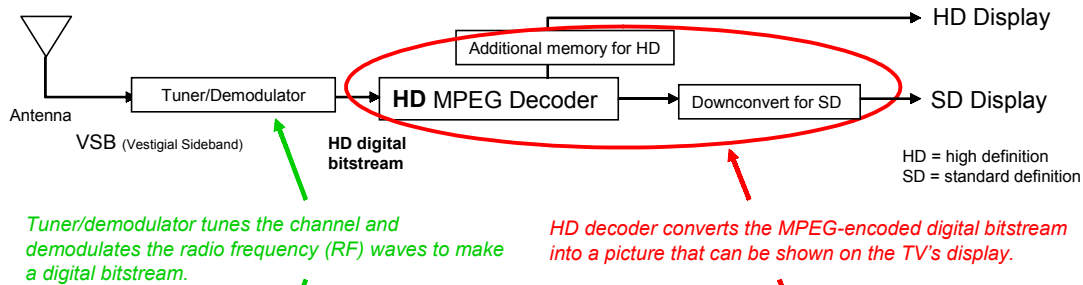 HD Display
Additional memory for HD
Tuner/Demodulator
HD MPEG Decoder
Downconvert for SD
SD Display
Antenna
VSB (Vestigial Sideband)
HD digital
bitstream
HD = high definition
SD = standard definition
Tuner/demodulator tunes the channel and
demodulates the radio frequency (RF) waves to make
a digital bitstream.
HD decoder converts the MPEG-encoded digital bitstream
into a picture that can be shown on the TV’s display.